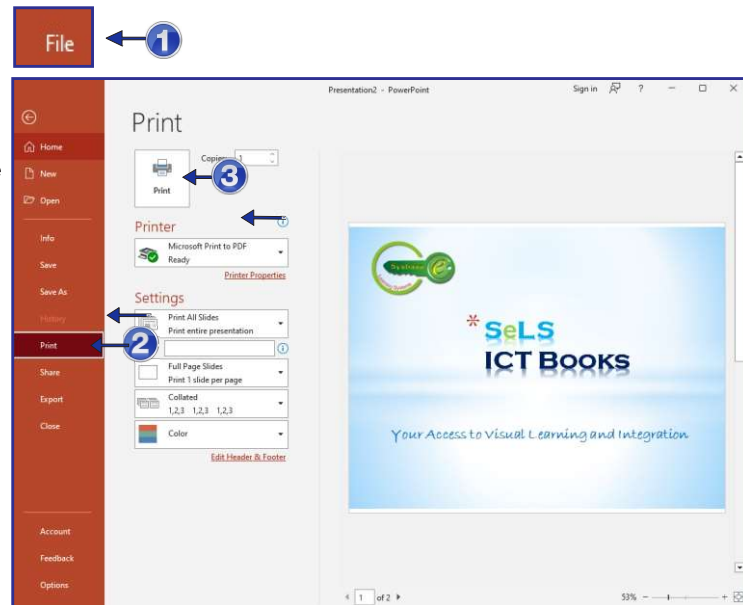 File
1
Presentation2 - PowerPoint
Sign in
?
Print
Home
New
Open
Info
Save
Save As
History
Print
Share
Export
Close
Account
Feedback
Options
Copies: 1
Print
3
Printer
Microsoft Print to PDF
Ready
Printer Properties
Settings
Print All Slides
Print entire presentation
2
Full Page Slides
Print 1 slide per page
Collated
1,2,3 1,2,3 1,2,3
Color
Edit Header & Footer
*SeLS
ICT BOOKS
Your Access to Visual Learning and Integration
1 of 2
53%